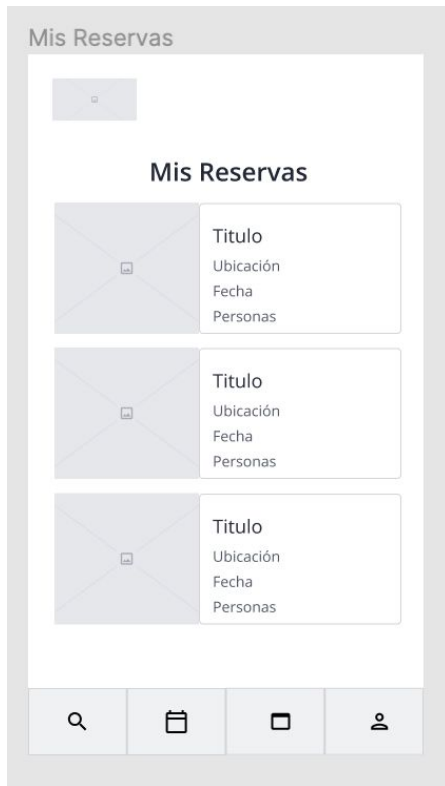 Mis Reservas
Mis Reservas
Titulo
Ubicación
Fecha
Personas
Titulo
Ubicación
Fecha
Personas
Titulo
Ubicación
Fecha
Personas